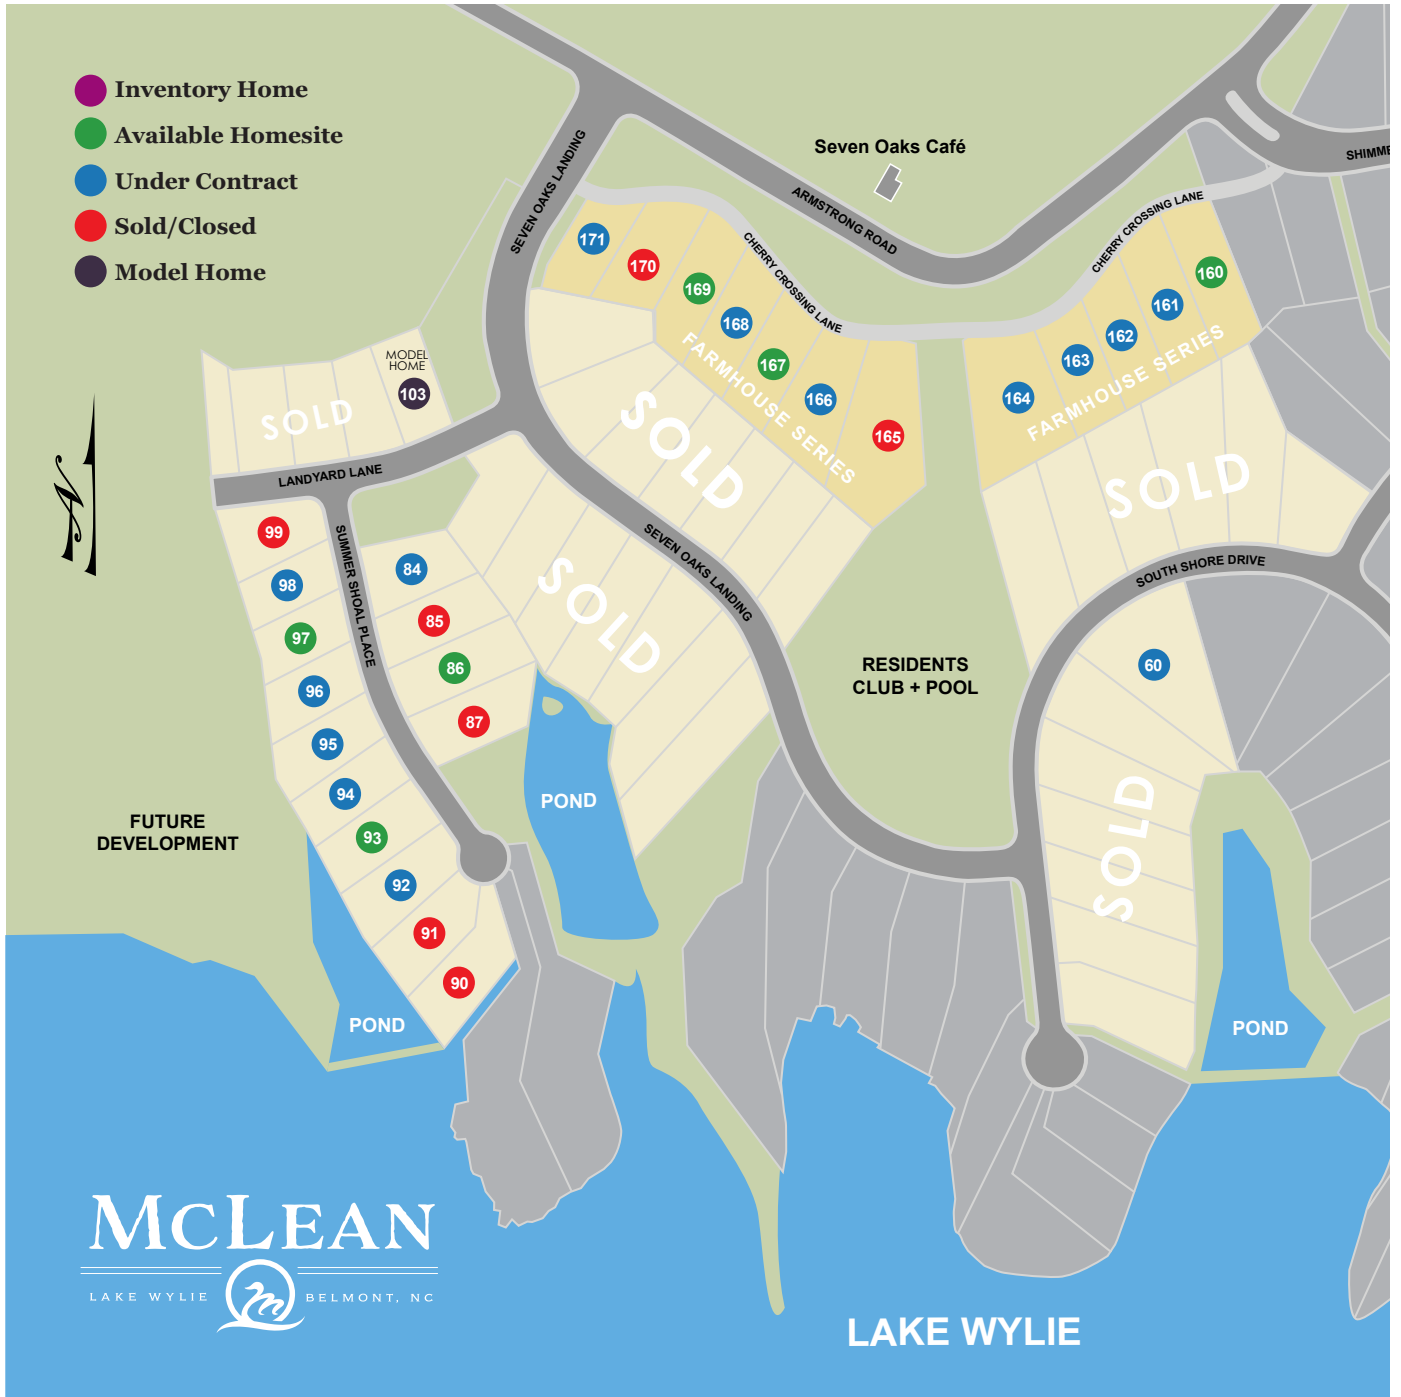 Inventory Home
Available Homesite
Under Contract
Sold/Closed
Model Home
Seven Oaks Café
SEVEN OAKS LANDING
ARMSTRONG ROAD
CHERRY CROSSING LANE
CHERRY CROSSING LANE
171
170
169
168
167
166
165
FARMHOUSE SERIES
160
161
162
163
164
FARMHOUSE SERIES
MODEL
HOME
103
SOLD
SOLD
SOLD
LANDYARD LANE
SUMMER SHOAL PLACE
SEVEN OAKS LANDING
SOUTH SHORE DRIVE
SOLD
99
98
97
96
95
94
93
92
91
90
84
85
86
87
60
RESIDENTS
CLUB + POOL
SOLD
FUTURE
DEVELOPMENT
POND
POND
POND
McLEAN
LAKE WYLIE
BELMONT, NC
LAKE WYLIE